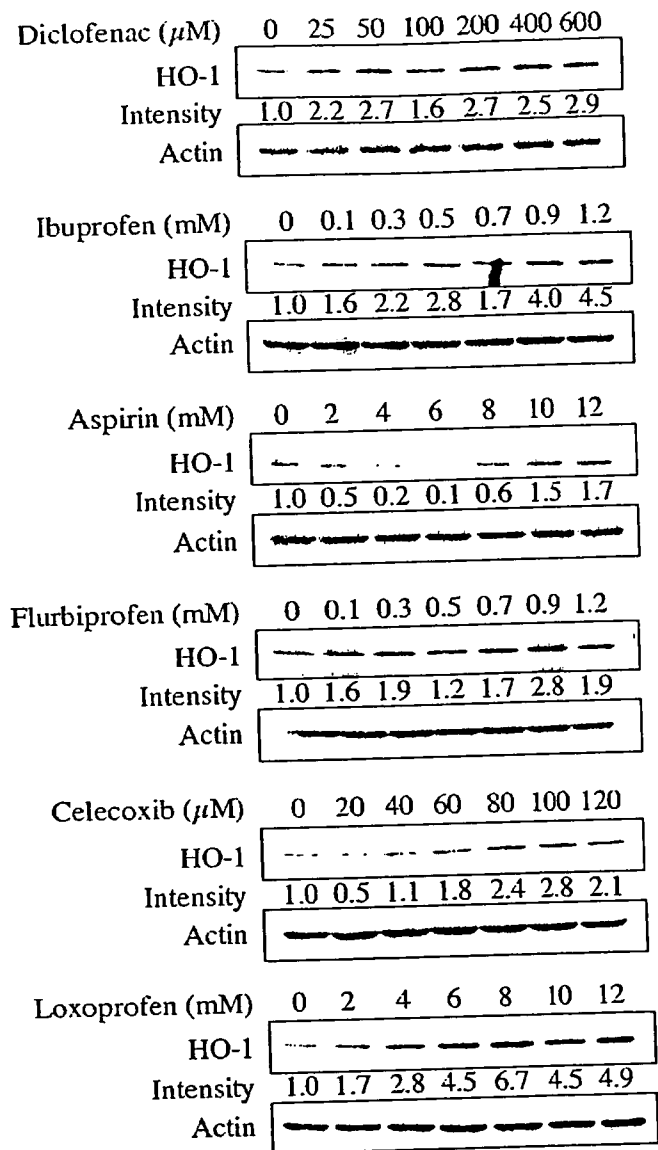 Diclofenac (μM) 0 25 50 100 200 400 600
HO-1
Intensity 1.0 2.2 2.7 1.6 2.7 2.5 2.9
Actin
Ibuprofen (mM) 0 0.1 0.3 0.5 0.7 0.9 1.2
HO-1
Intensity 1.0 1.6 2.2 2.8 1.7 4.0 4.5
Actin
Aspirin (mM) 0 2 4 6 8 10 12
HO-1
Intensity 1.0 0.5 0.2 0.1 0.6 1.5 1.7
Actin
Flurbiprofen (mM) 0 0.1 0.3 0.5 0.7 0.9 1.2
HO-1
Intensity 1.0 1.6 1.9 1.2 1.7 2.8 1.9
Actin
Celecoxib (μM) 0 20 40 60 80 100 120
HO-1
Intensity 1.0 0.5 1.1 1.8 2.4 2.8 2.1
Actin
Loxoprofen (mM) 0 2 4 6 8 10 12
HO-1
Intensity 1.0 1.7 2.8 4.5 6.7 4.5 4.9
Actin